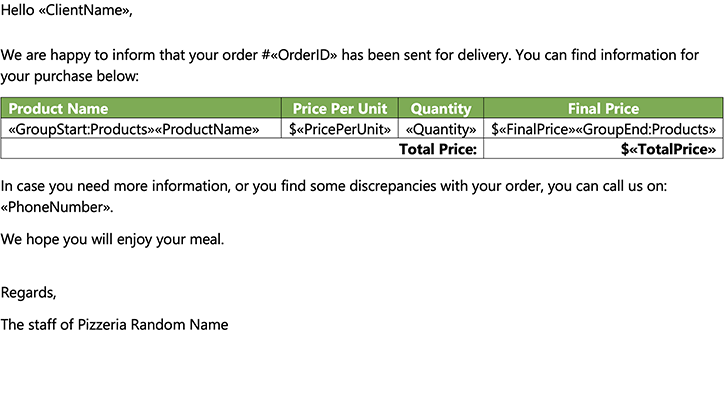 Hello «ClientName»,
We are happy to inform that your order #«OrderID» has been sent for delivery. You can find information for
your purchase below:
Product Name Price Per Unit Quantity Final Price
«GroupStart:Products»«ProductName» $«PricePerUnit» «Quantity» $«FinalPrice»«GroupEnd:Products»
Total Price: $«TotalPrice»
In case you need more information, or you find some discrepancies with your order, you can call us on:
«PhoneNumber».
We hope you will enjoy your meal.
Regards,
The staff of Pizzeria Random Name